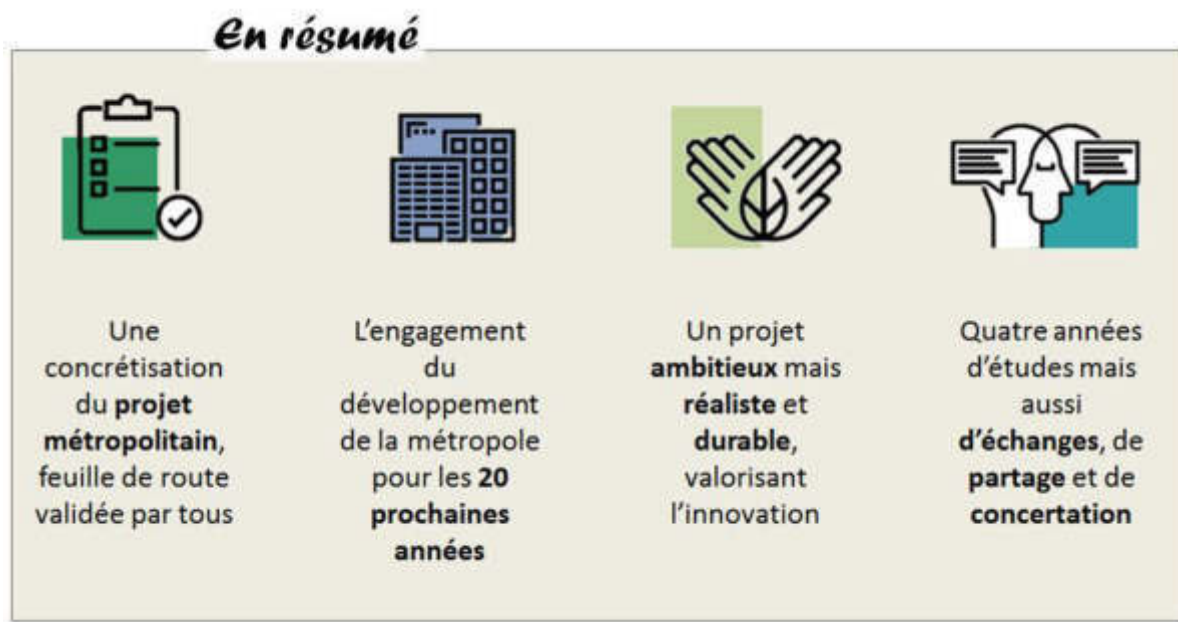 En résumé
Une
concrétisation
du projet
métropolitain,
feuille de route
validée par tous
L'engagement
du
développement
de la métropole
pour les 20
prochaines
années
Un projet
ambitieux mais
réaliste et
durable,
valorisant
l'innovation
Quatre années
d'études mais
aussi
d'échanges, de
partage et de
concertation